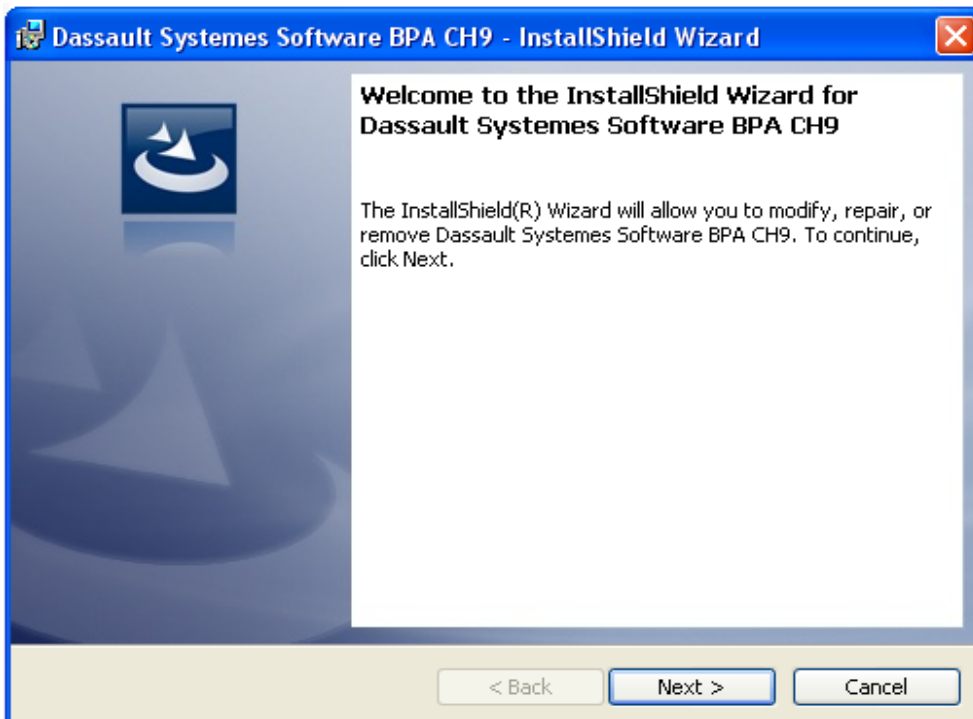 Dassault Systemes Software BPA CH9 - InstallShield Wizard
Welcome to the InstallShield Wizard for
Dassault Systemes Software BPA CH9
The InstallShield(R) Wizard will allow you to modify, repair, or
remove Dassault Systemes Software BPA CH9. To continue,
click Next.
< Back Next > Cancel